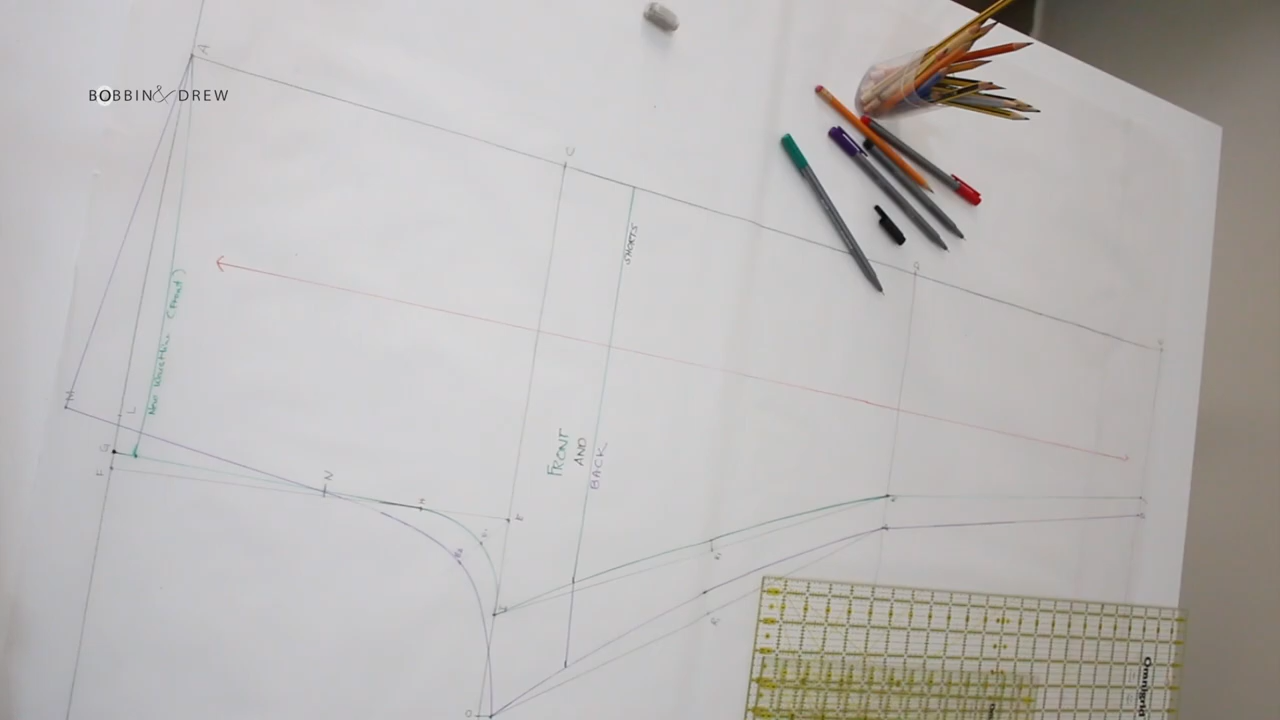 BOBBIN & DREW
A
C
SHORTS
D
New Waistline (Front)
L
G
F
N
H
E
FRONT
AND
BACK
Omnigrid